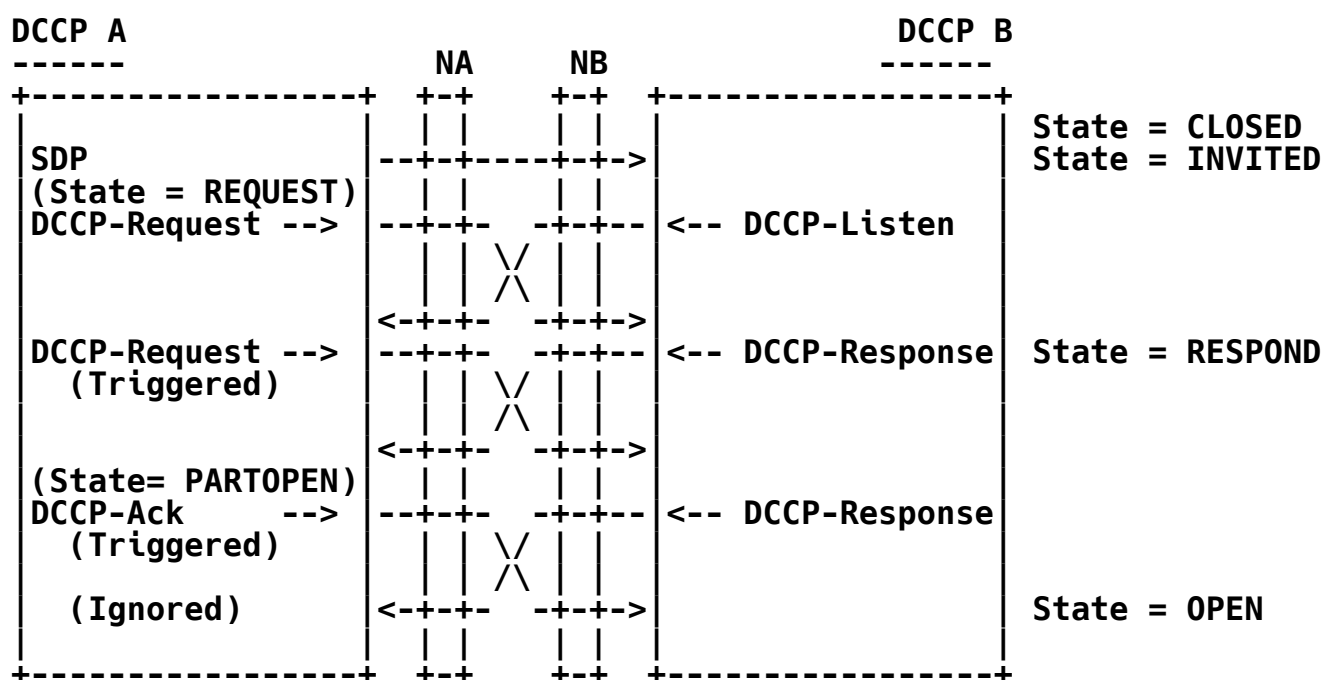 DCCP A                                        DCCP B
------                NA     NB              ------
+-----------------+  +-+    +-+  +-----------------+
|                 |  | |    | |  |                 | State = CLOSED
|SDP              |--+-+----+-+->|                 | State = INVITED
|(State = REQUEST)|  | |    | |  |                 |
|DCCP-Request --> |--+-+-  -+-+--|<-- DCCP-Listen  |
|                 |  | | \/ | |  |                 |
|                 |  | | /\ | |  |                 |
|                 |<-+-+-  -+-+->|                 |
|DCCP-Request --> |--+-+-  -+-+--|<-- DCCP-Response| State = RESPOND
|  (Triggered)    |  | | \/ | |  |                 |
|                 |  | | /\ | |  |                 |
|                 |<-+-+-  -+-+->|                 |
|(State= PARTOPEN)|  | |    | |  |                 |
|DCCP-Ack     --> |--+-+-  -+-+--|<-- DCCP-Response|
|  (Triggered)    |  | | \/ | |  |                 |
|                 |  | | /\ | |  |                 |
|  (Ignored)      |<-+-+-  -+-+->|                 | State = OPEN
|                 |  | |    | |  |                 |
+-----------------+  +-+    +-+  +-----------------+